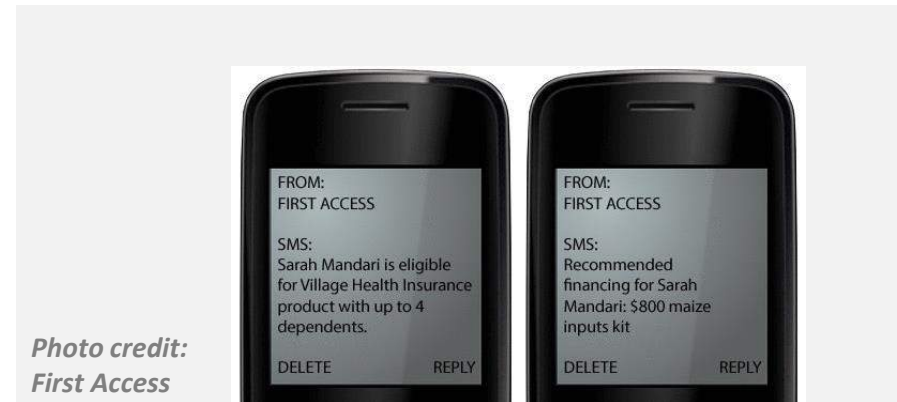 FROM:
FIRST ACCESS
SMS:
Sarah Mandari is eligible
for Village Health Insurance
product with up to 4
dependents.
DELETE REPLY
FROM:
FIRST ACCESS
SMS:
Recommended
financing for Sarah
Mandari: $800 maize
inputs kit
DELETE REPLY
Photo credit:
First Access